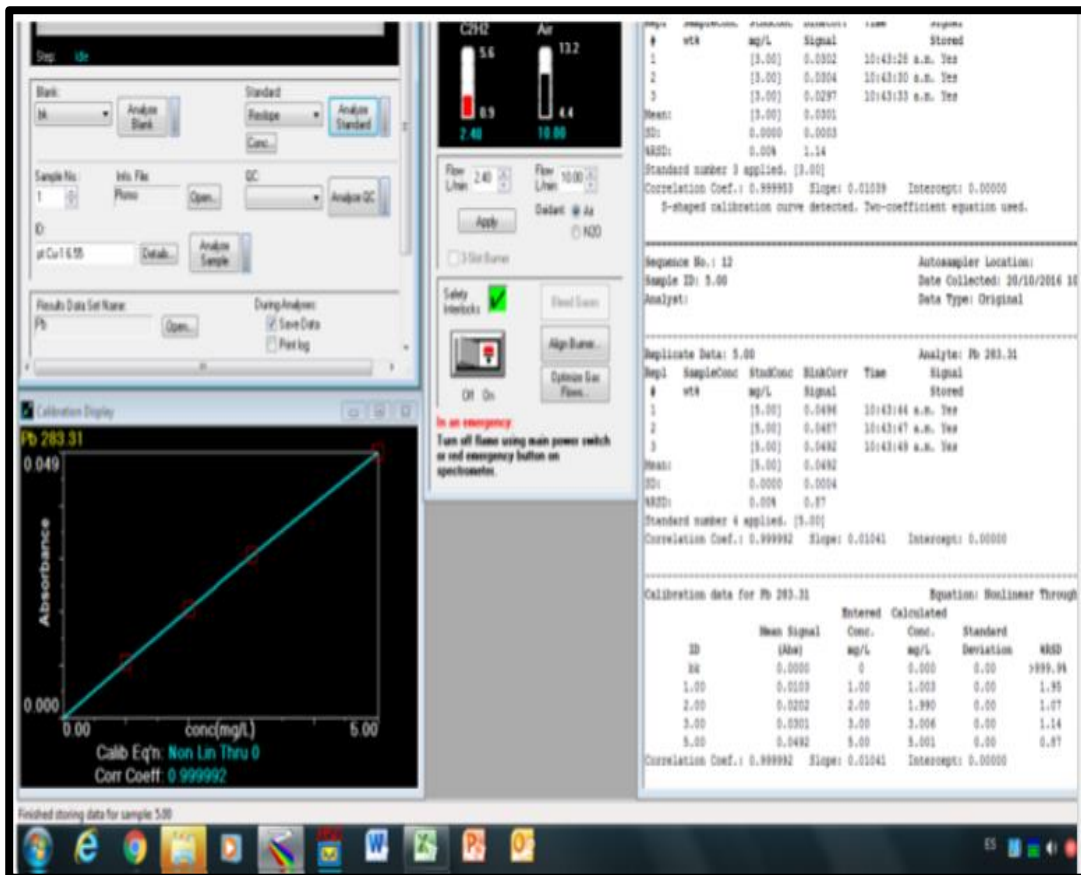 Step: Idle
Blank:
bk
Analyze Blank
Standard
Reslope
Analyze Standard
Conc...
Sample No.:
1
Info. File
Plomo
Open...
QC:
Analyze QC
ID:
pt Cu-1 6.55
Details...
Analyze Sample
Results Data Set Name:
Pb
Open...
During Analyses:
Save Data
Print log
C2H2 Air
5.6 13.2
0.9 4.4
2.40 10.00
Flow L/min 2.40
Flow L/min 10.00
Apply
Oxidant Air
N2O
3-Slot Burner
Safety Interlocks
Bleed Gases
Align Burner...
Off On
Optimize Gas Flows...
In an emergency:
Turn off flame using main power switch
or red emergency button on
spectrometer.
Calibration Display
Pb 283.31
0.049
Absorbance
0.000
0.00 conc(mg/L) 5.00
Calib Eq'n: Non Lin Thru 0
Corr Coeff: 0.999992
Repl SampleConc StndConc BlnkCorr Time Signal
# wt% mg/L Signal Stored
1 [3.00] 0.0302 10:43:28 a.m. Yes
2 [3.00] 0.0304 10:43:30 a.m. Yes
3 [3.00] 0.0297 10:43:33 a.m. Yes
Mean: [3.00] 0.0301
SD: 0.0000 0.0003
%RSD: 0.00% 1.14
Standard number 3 applied. [3.00]
Correlation Coef.: 0.999953 Slope: 0.01039 Intercept: 0.00000
S-shaped calibration curve detected. Two-coefficient equation used.
Sequence No.: 12 Autosampler Location:
Sample ID: 5.00 Date Collected: 20/10/2016 10
Analyst: Data Type: Original
Replicate Data: 5.00 Analyte: Pb 283.31
Repl SampleConc StndConc BlnkCorr Time Signal
# wt% mg/L Signal Stored
1 [5.00] 0.0496 10:43:44 a.m. Yes
2 [5.00] 0.0487 10:43:47 a.m. Yes
3 [5.00] 0.0492 10:43:49 a.m. Yes
Mean: [5.00] 0.0492
SD: 0.0000 0.0004
%RSD: 0.00% 0.87
Standard number 4 applied. [5.00]
Correlation Coef.: 0.999992 Slope: 0.01041 Intercept: 0.00000
Calibration data for Pb 283.31 Equation: Nonlinear Through
Entered Calculated
Mean Signal Conc. Conc. Standard
ID (Abs) mg/L mg/L Deviation %RSD
bk 0.0000 0 0.000 0.00 >999.9%
1.00 0.0103 1.00 1.003 0.00 1.95
2.00 0.0202 2.00 1.990 0.00 1.07
3.00 0.0301 3.00 3.006 0.00 1.14
5.00 0.0492 5.00 5.001 0.00 0.87
Correlation Coef.: 0.999992 Slope: 0.01041 Intercept: 0.00000
Finished storing data for sample: 5.00
ES